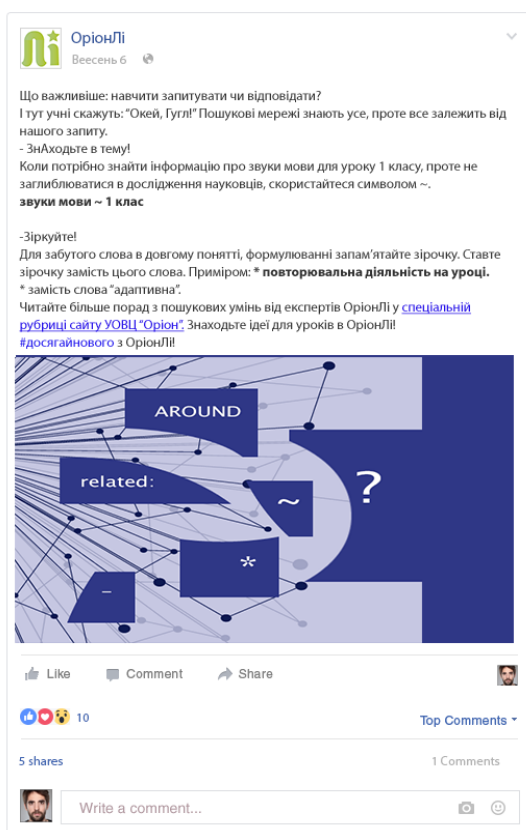 Лі
ОріонЛі
Веесень 6
Що важливіше: навчити запитувати чи відповідати?
І тут учні скажуть: "Окей, Гугл!" Пошукові мережі знають усе, проте все залежить від
нашого запиту.
- ЗнАходьте в тему!
Коли потрібно знайти інформацію про звуки мови для уроку 1 класу, проте не
заглиблюватися в дослідження науковців, скористайтеся символом ~.
звуки мови ~ 1 клас
-Зіркуйте!
Для забутого слова в довгому понятті, формулюванні запам'ятайте зірочку. Ставте
зірочку замість цього слова. Приміром: * повторювальна діяльність на уроці.
* замість слова "адаптивна".
Читайте більше порад з пошукових умінь від експертів ОріонЛі у спеціальній
рубриці сайту УОВЦ "Оріон". Знаходьте ідеї для уроків в ОріонЛі!
#досягайнового з ОріонЛі!
AROUND
related:
~
?
*
-
Like Comment Share
10
Top Comments
5 shares 1 Comments
Write a comment...